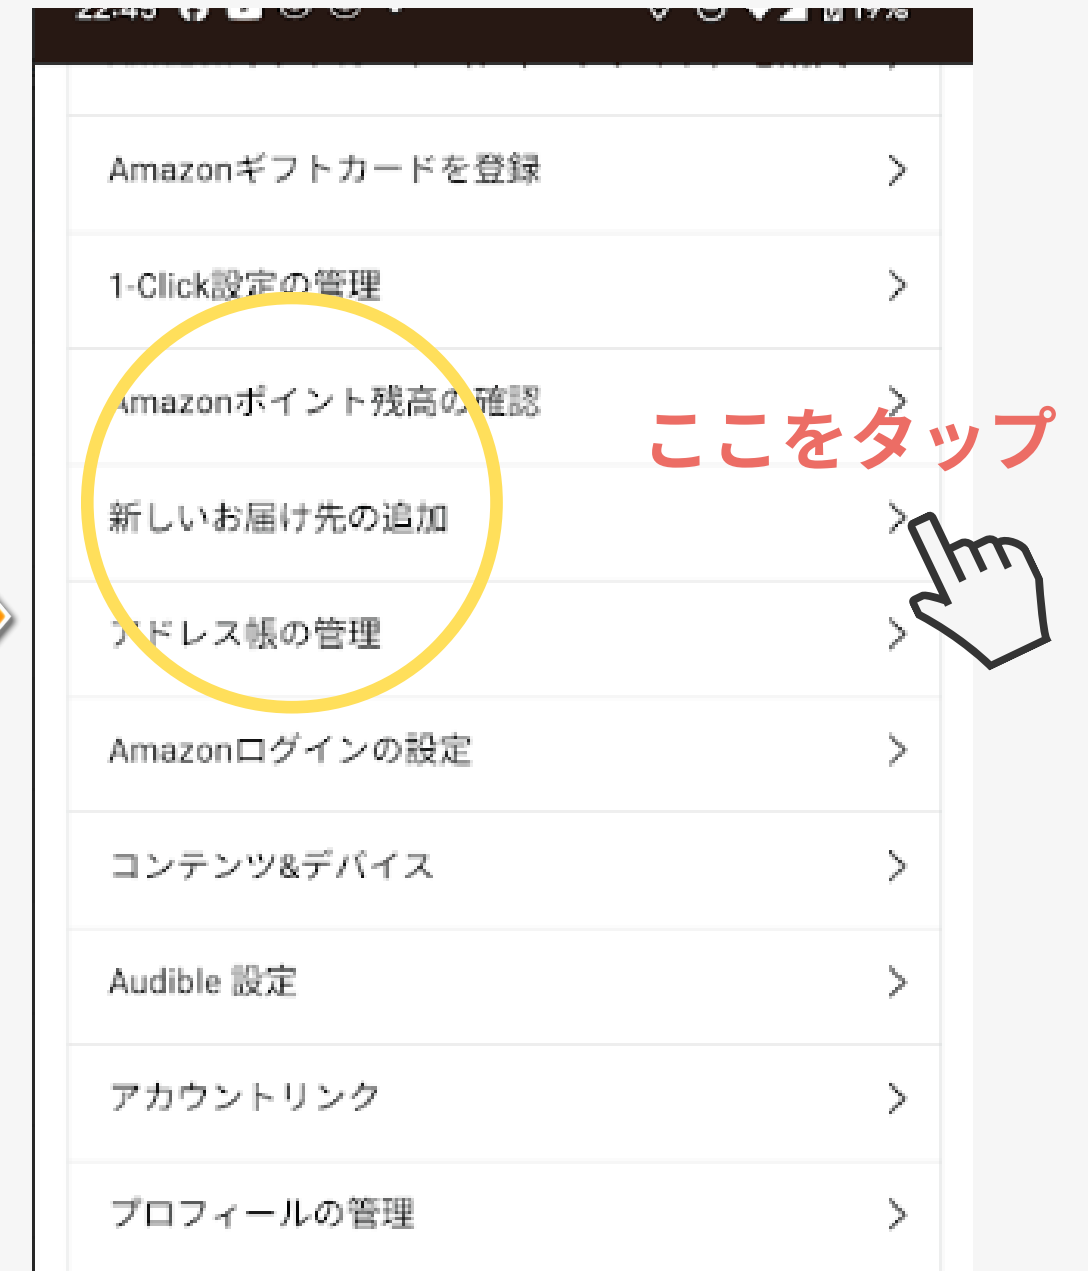 22:45
19%
Amazonギフトカードを登録
1-Click設定の管理
Amazonポイント残高の確認
ここをタップ
新しいお届け先の追加
アドレス帳の管理
Amazonログインの設定
コンテンツ&デバイス
Audible 設定
アカウントリンク
プロフィールの管理